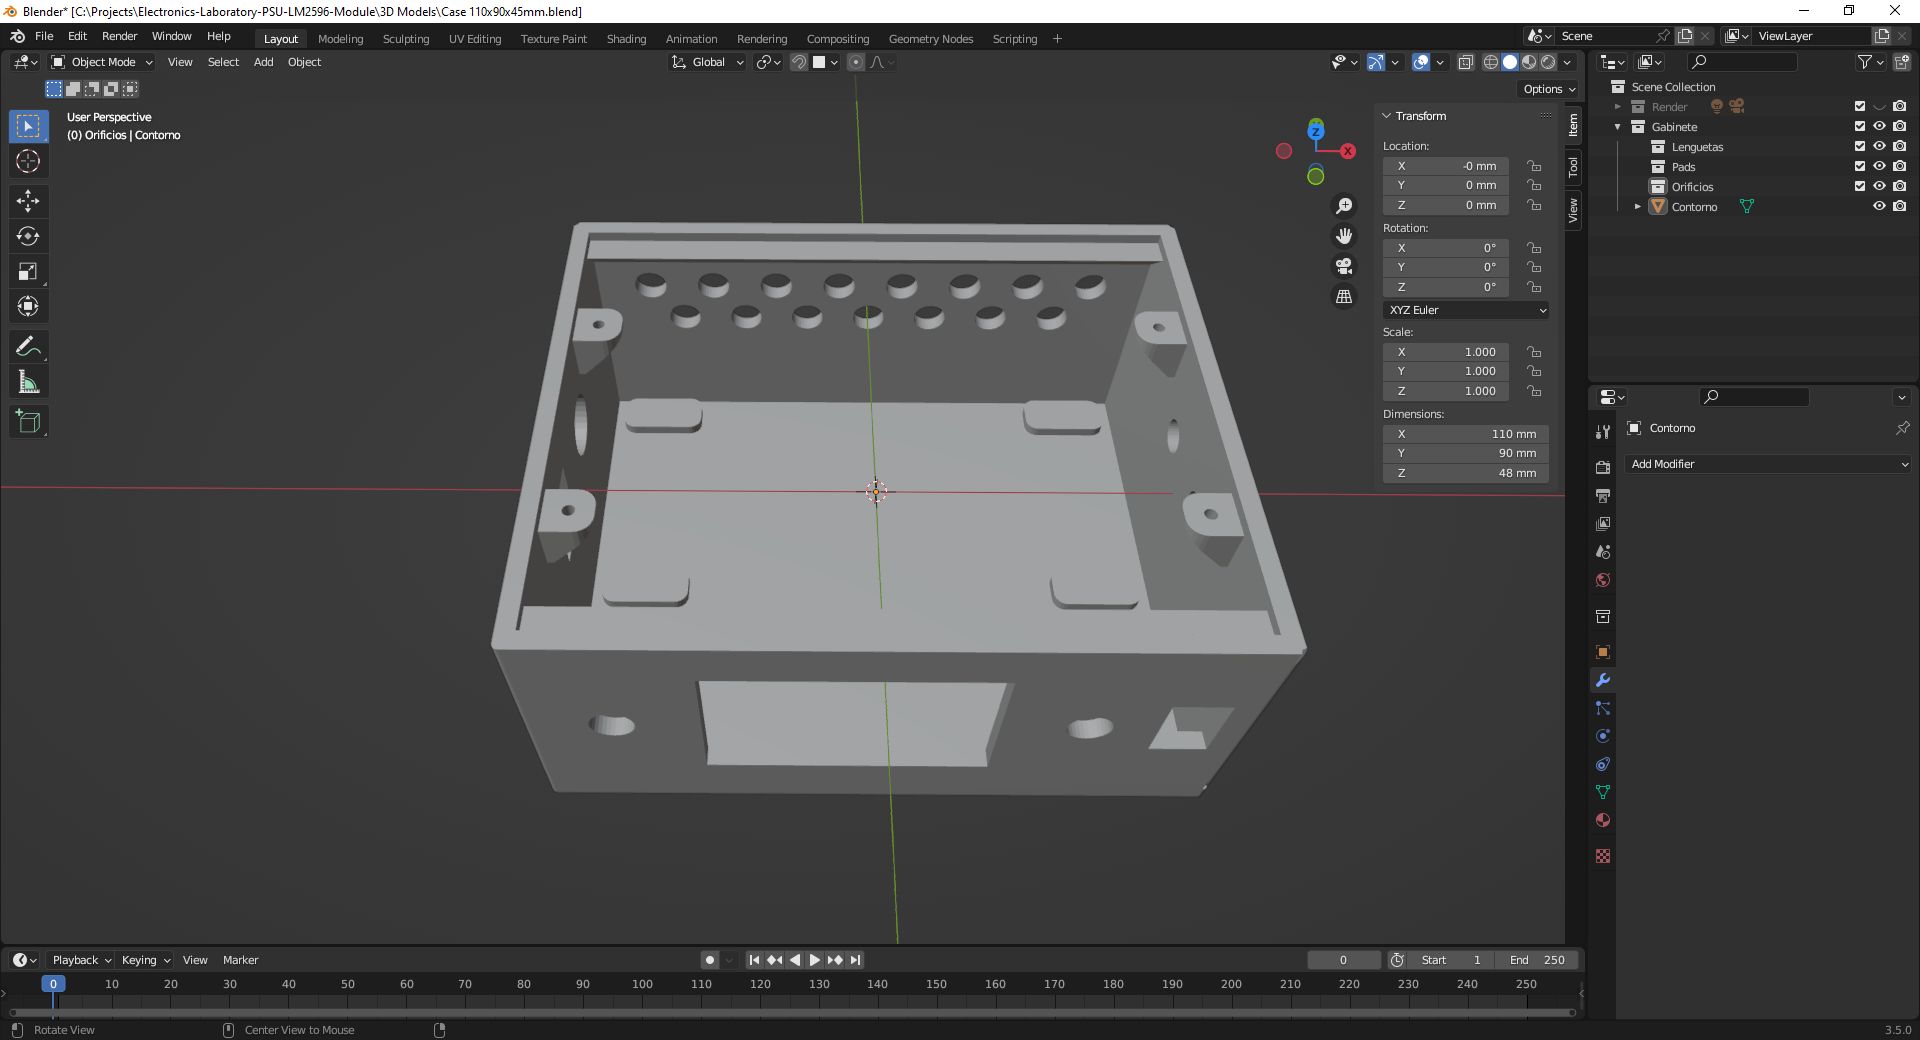 Blender* [C:\Projects\Electronics-Laboratory-PSU-LM2596-Module\3D Models\Case 110x90x45mm.blend]
File Edit Render Window Help Layout Modeling Sculpting UV Editing Texture Paint Shading Animation Rendering Compositing Geometry Nodes Scripting + Scene ViewLayer
Object Mode View Select Add Object Global
Options
User Perspective
(0) Orificios | Contorno
Z
X
Transform
Location:
X -0 mm
Y 0 mm
Z 0 mm
Rotation:
X 0°
Y 0°
Z 0°
XYZ Euler
Scale:
X 1.000
Y 1.000
Z 1.000
Dimensions:
X 110 mm
Y 90 mm
Z 48 mm
Item
Tool
View
Scene Collection
Render
Gabinete
Lenguetas
Pads
Orificios
Contorno
Contorno
Add Modifier
Playback Keying View Marker 0 Start 1 End 250
0 10 20 30 40 50 60 70 80 90 100 110 120 130 140 150 160 170 180 190 200 210 220 230 240 250
Rotate View Center View to Mouse 3.5.0